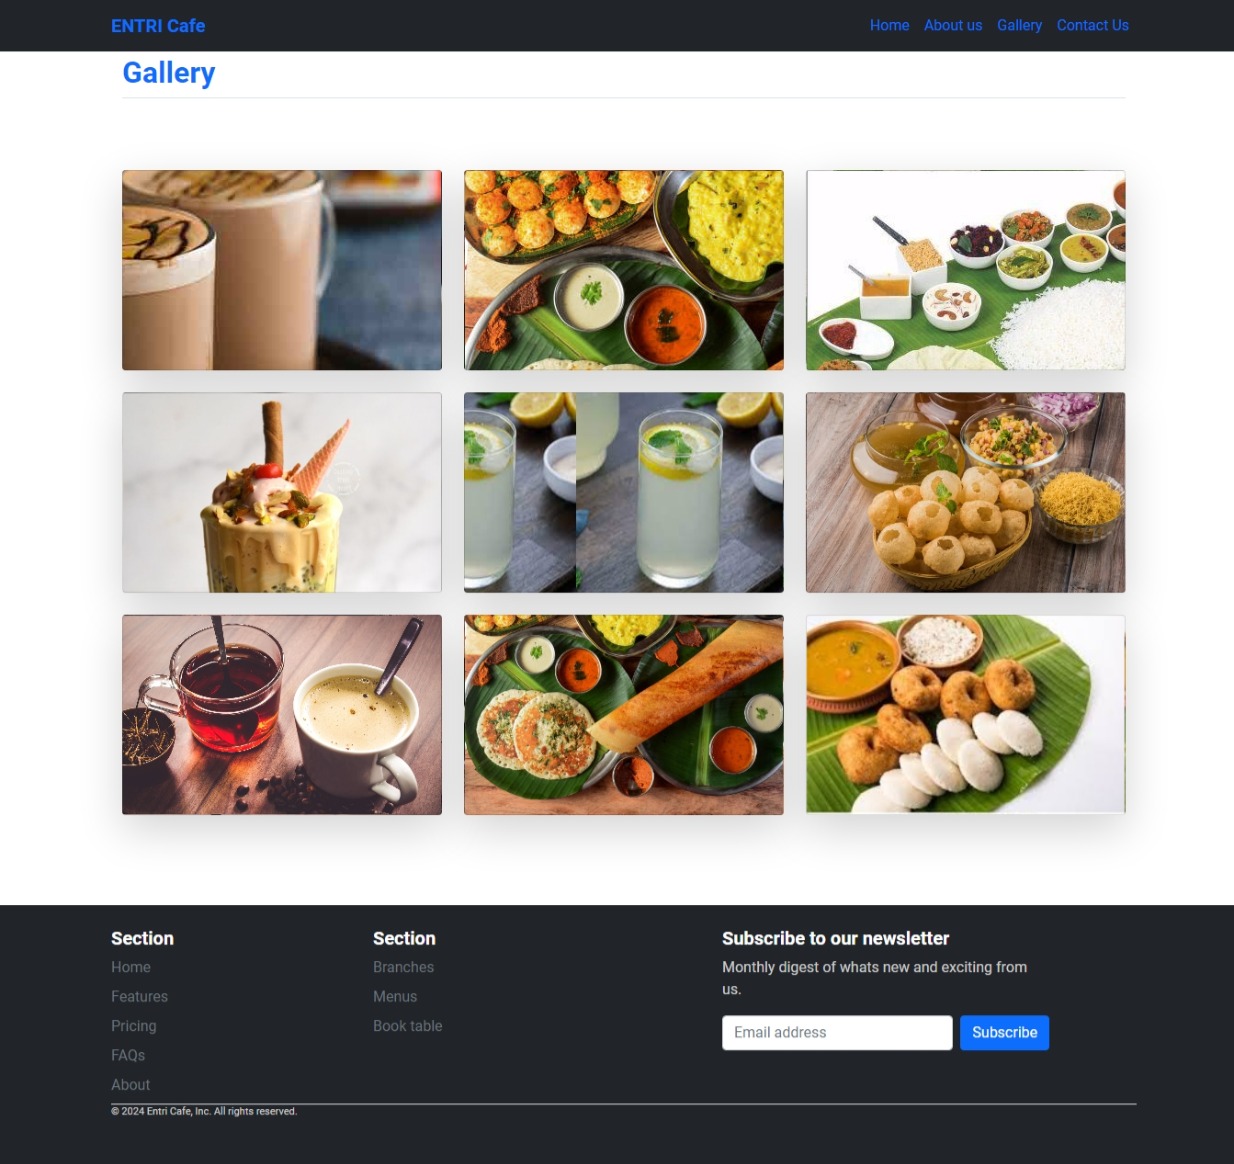 ENTRI Cafe
Home About us Gallery Contact Us
Gallery
Section
Home
Features
Pricing
FAQs
About
Section
Branches
Menus
Book table
Subscribe to our newsletter
Monthly digest of whats new and exciting from
us.
Email address
Subscribe
© 2024 Entri Cafe, Inc. All rights reserved.